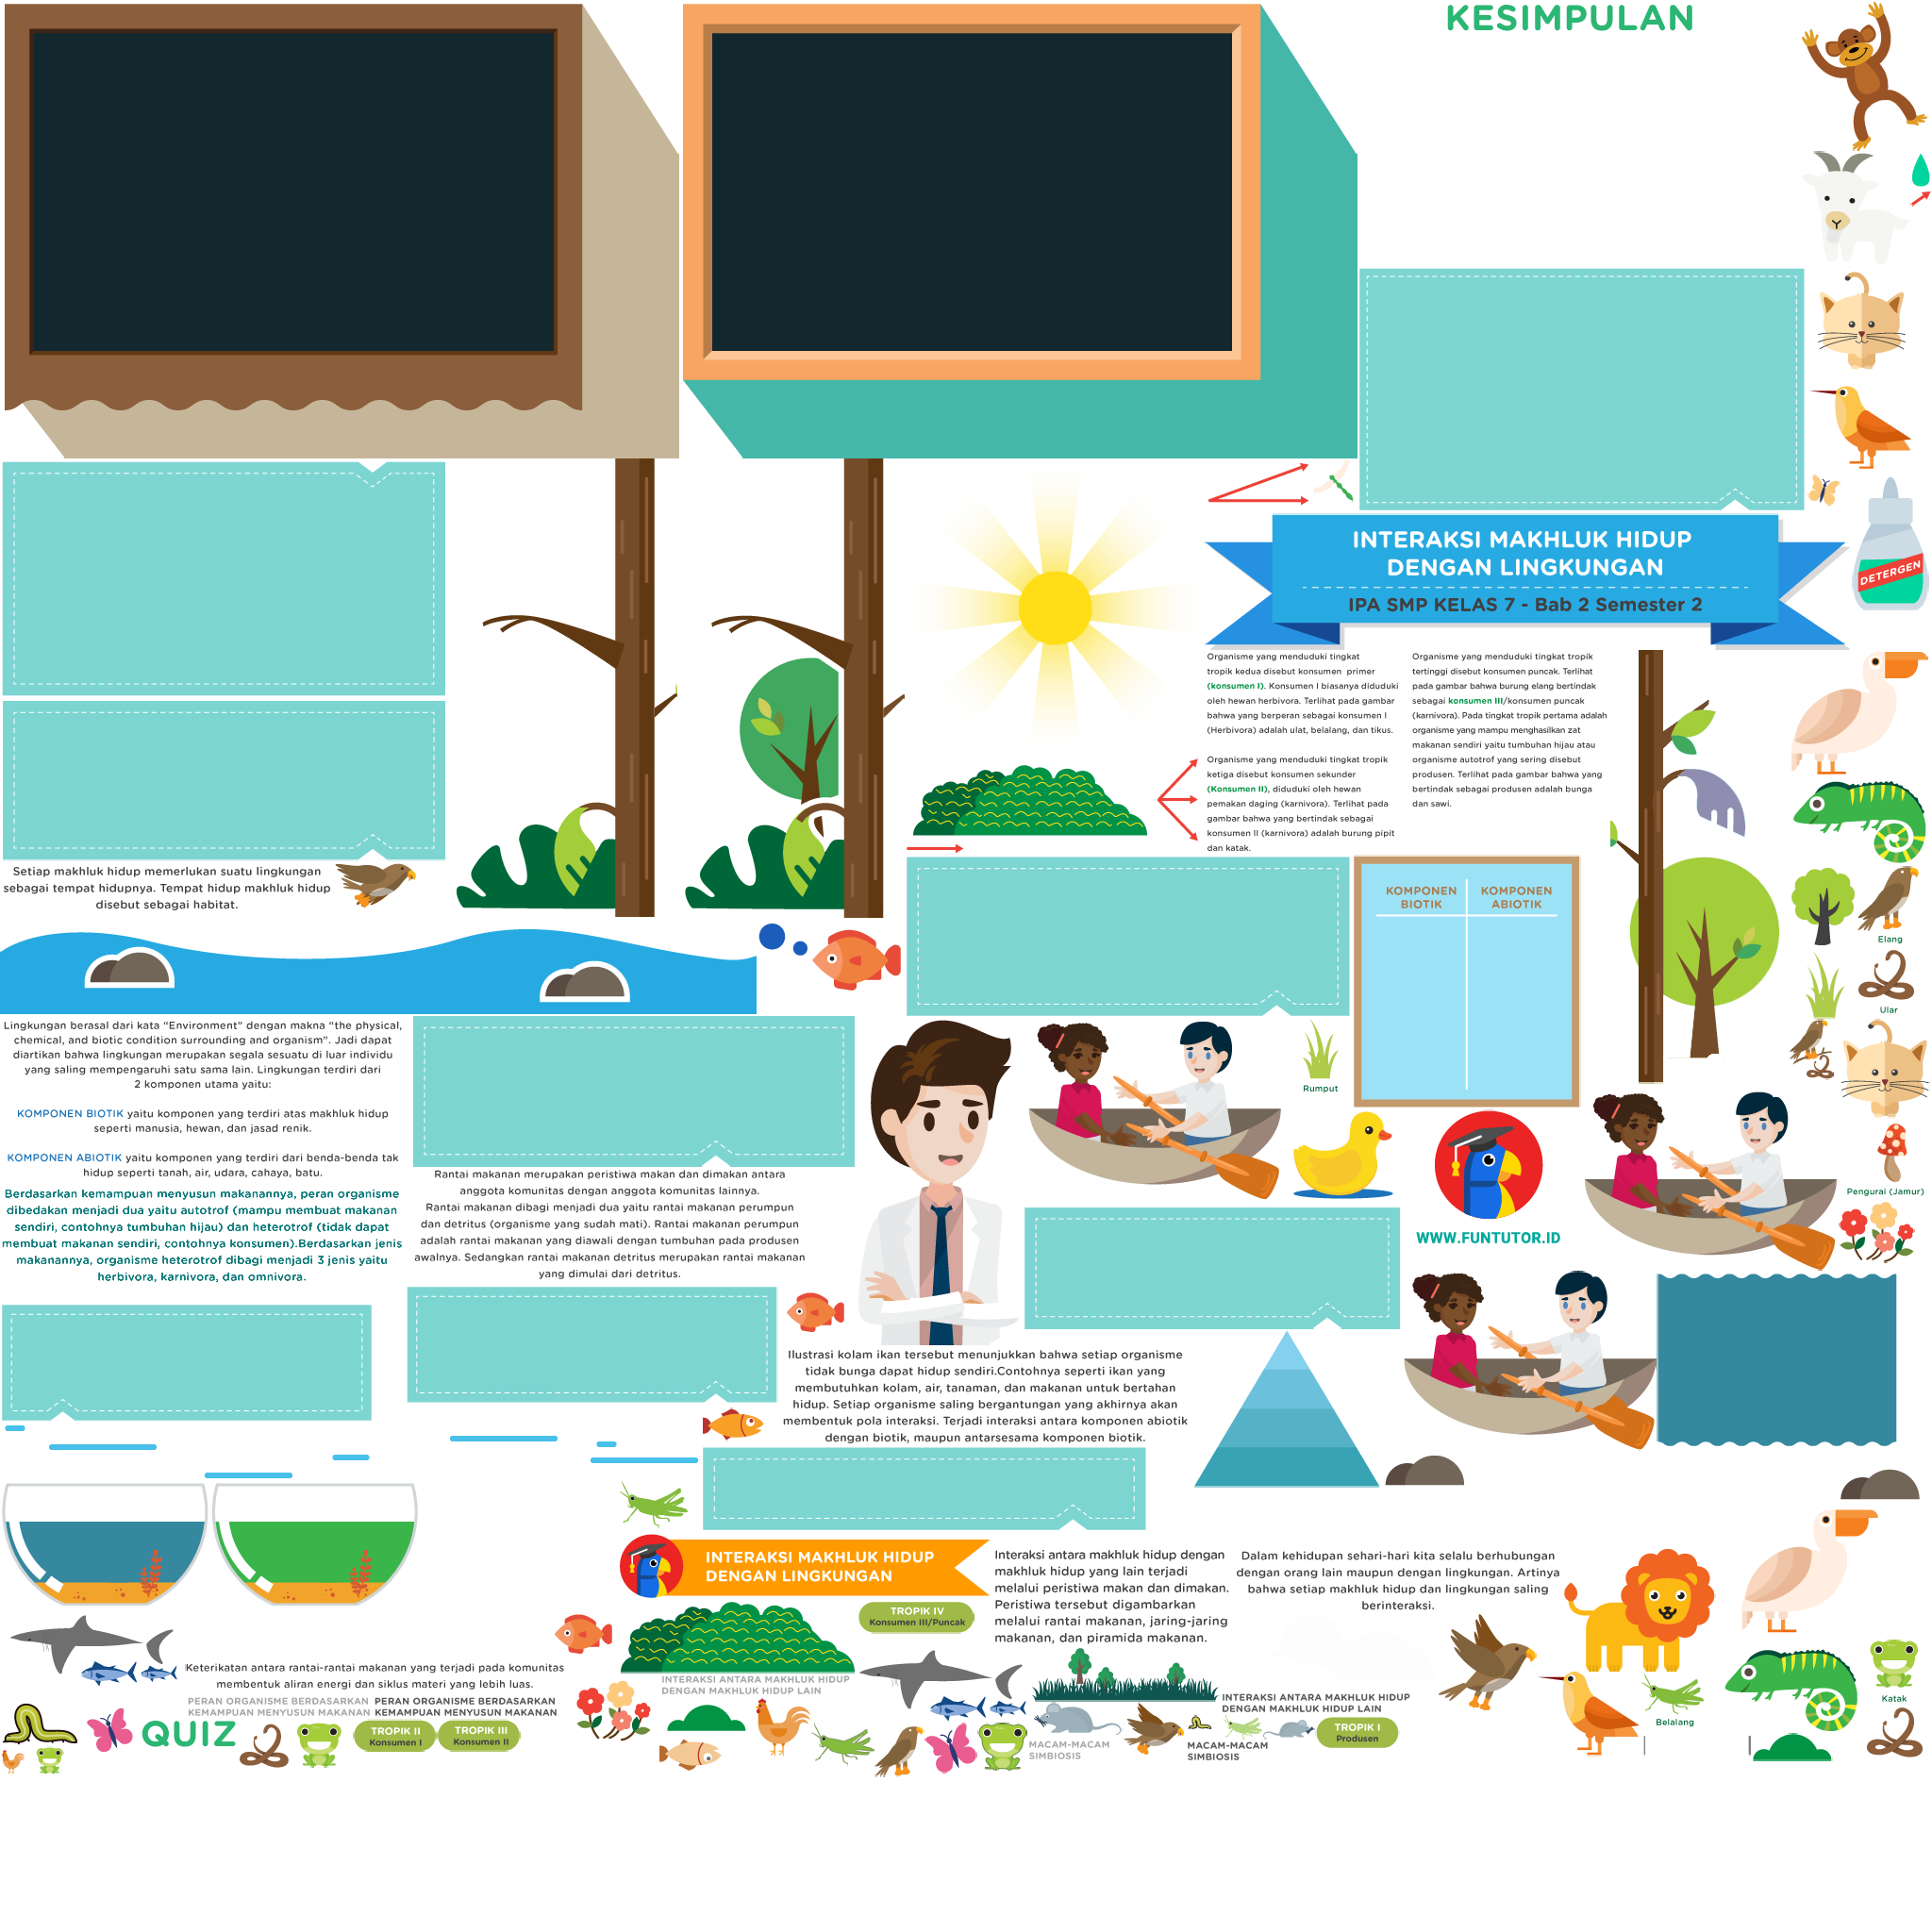 KESIMPULAN
DETERGEN
INTERAKSI MAKHLUK HIDUP
DENGAN LINGKUNGAN
IPA SMP KELAS 7 - Bab 2 Semester 2
Organisme yang menduduki tingkat
tropik kedua disebut konsumen primer
(konsumen I). Konsumen I biasanya diduduki
oleh hewan herbivora. Terlihat pada gambar
bahwa yang berperan sebagai konsumen I
(Herbivora) adalah ulat, belalang, dan tikus.
Organisme yang menduduki tingkat tropik
ketiga disebut konsumen sekunder
(Konsumen II), diduduki oleh hewan
pemakan daging (karnivora). Terlihat pada
gambar bahwa yang bertindak sebagai
konsumen II (karnivora) adalah burung pipit
dan katak.
Organisme yang menduduki tingkat tropik
tertinggi disebut konsumen puncak. Terlihat
pada gambar bahwa burung elang bertindak
sebagai konsumen III/konsumen puncak
(karnivora). Pada tingkat tropik pertama adalah
organisme yang mampu menghasilkan zat
makanan sendiri yaitu tumbuhan hijau atau
organisme autotrof yang sering disebut
produsen. Terlihat pada gambar bahwa yang
bertindak sebagai produsen adalah bunga
dan sawi.
Setiap makhluk hidup memerlukan suatu lingkungan
sebagai tempat hidupnya. Tempat hidup makhluk hidup
disebut sebagai habitat.
KOMPONEN
BIOTIK
KOMPONEN
ABIOTIK
Elang
Ular
Lingkungan berasal dari kata “Environment” dengan makna “the physical,
chemical, and biotic condition surrounding and organism”. Jadi dapat
diartikan bahwa lingkungan merupakan segala sesuatu di luar individu
yang saling mempengaruhi satu sama lain. Lingkungan terdiri dari
2 komponen utama yaitu:
KOMPONEN BIOTIK yaitu komponen yang terdiri atas makhluk hidup
seperti manusia, hewan, dan jasad renik.
KOMPONEN ABIOTIK yaitu komponen yang terdiri dari benda-benda tak
hidup seperti tanah, air, udara, cahaya, batu.
Berdasarkan kemampuan menyusun makanannya, peran organisme
dibedakan menjadi dua yaitu autotrof (mampu membuat makanan
sendiri, contohnya tumbuhan hijau) dan heterotrof (tidak dapat
membuat makanan sendiri, contohnya konsumen).Berdasarkan jenis
makanannya, organisme heterotrof dibagi menjadi 3 jenis yaitu
herbivora, karnivora, dan omnivora.
Rumput
Rantai makanan merupakan peristiwa makan dan dimakan antara
anggota komunitas dengan anggota komunitas lainnya.
Rantai makanan dibagi menjadi dua yaitu rantai makanan perumpun
dan detritus (organisme yang sudah mati). Rantai makanan perumpun
adalah rantai makanan yang diawali dengan tumbuhan pada produsen
awalnya. Sedangkan rantai makanan detritus merupakan rantai makanan
yang dimulai dari detritus.
Pengurai (Jamur)
WWW.FUNTUTOR.ID
Ilustrasi kolam ikan tersebut menunjukkan bahwa setiap organisme
tidak bunga dapat hidup sendiri.Contohnya seperti ikan yang
membutuhkan kolam, air, tanaman, dan makanan untuk bertahan
hidup. Setiap organisme saling bergantungan yang akhirnya akan
membentuk pola interaksi. Terjadi interaksi antara komponen abiotik
dengan biotik, maupun antarsesama komponen biotik.
INTERAKSI MAKHLUK HIDUP
DENGAN LINGKUNGAN
Interaksi antara makhluk hidup dengan
makhluk hidup yang lain terjadi
melalui peristiwa makan dan dimakan.
Peristiwa tersebut digambarkan
melalui rantai makanan, jaring-jaring
makanan, dan piramida makanan.
Dalam kehidupan sehari-hari kita selalu berhubungan
dengan orang lain maupun dengan lingkungan. Artinya
bahwa setiap makhluk hidup dan lingkungan saling
berinteraksi.
TROPIK IV
Konsumen III/Puncak
Keterikatan antara rantai-rantai makanan yang terjadi pada komunitas
membentuk aliran energi dan siklus materi yang lebih luas.
INTERAKSI ANTARA MAKHLUK HIDUP
DENGAN MAKHLUK HIDUP LAIN
PERAN ORGANISME BERDASARKAN
KEMAMPUAN MENYUSUN MAKANAN
PERAN ORGANISME BERDASARKAN
KEMAMPUAN MENYUSUN MAKANAN
INTERAKSI ANTARA MAKHLUK HIDUP
DENGAN MAKHLUK HIDUP LAIN
Katak
Belalang
QUIZ
TROPIK II
Konsumen I
TROPIK III
Konsumen II
TROPIK I
Produsen
MACAM-MACAM
SIMBIOSIS
MACAM-MACAM
SIMBIOSIS